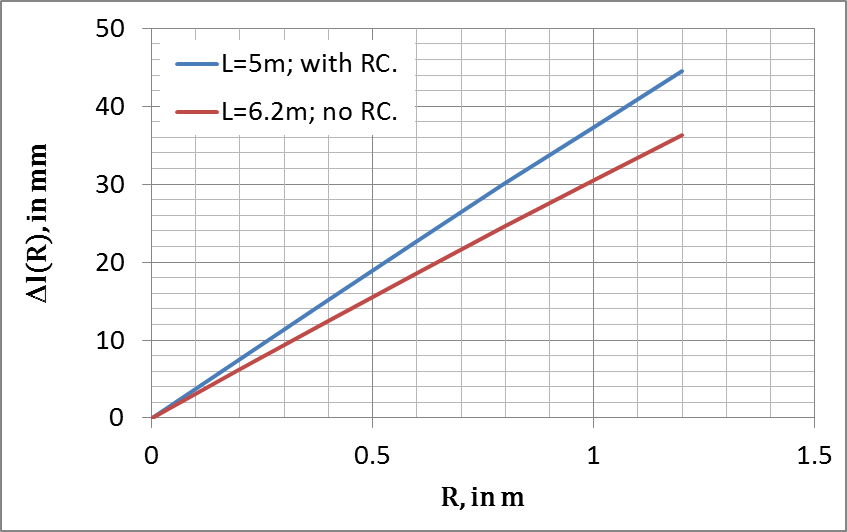 50
40
30
20
10
0
L=5m; with RC.
L=6.2m; no RC.
ΔI(R), in mm
0 0.5 1 1.5
R, in m